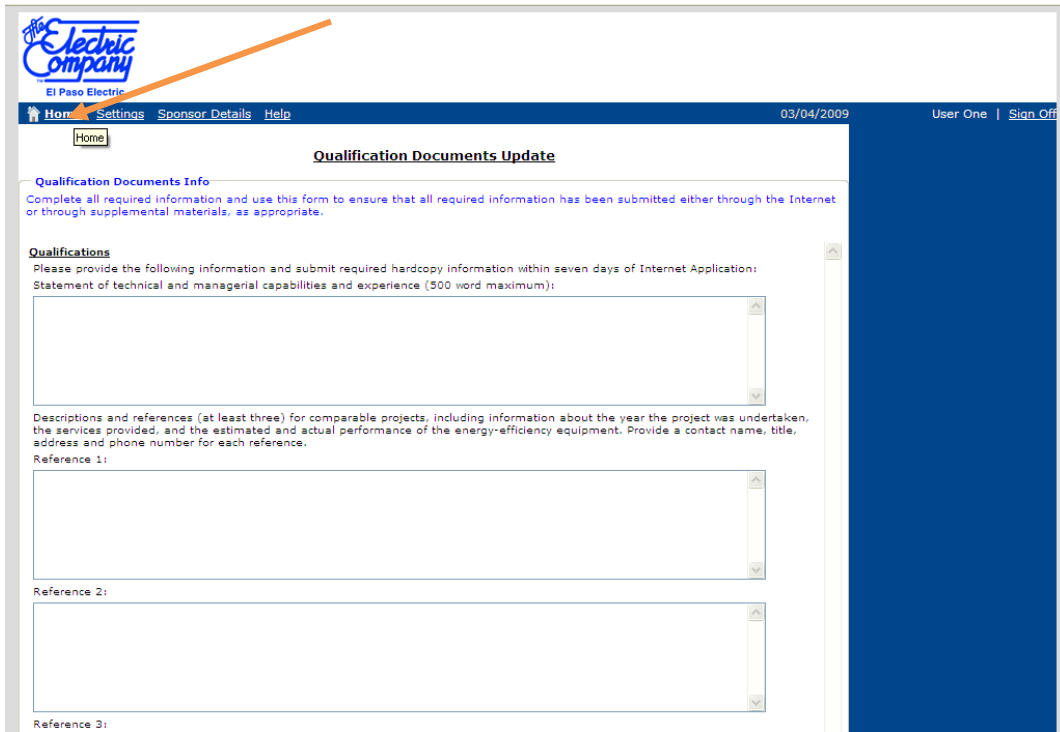 The
Electric
Company
TM
El Paso Electric
Home Settings Sponsor Details Help 03/04/2009 User One | Sign Off
Home
Qualification Documents Update
Qualification Documents Info
Complete all required information and use this form to ensure that all required information has been submitted either through the Internet
or through supplemental materials, as appropriate.
Qualifications
Please provide the following information and submit required hardcopy information within seven days of Internet Application:
Statement of technical and managerial capabilities and experience (500 word maximum):
Descriptions and references (at least three) for comparable projects, including information about the year the project was undertaken,
the services provided, and the estimated and actual performance of the energy-efficiency equipment. Provide a contact name, title,
address and phone number for each reference.
Reference 1:
Reference 2:
Reference 3: